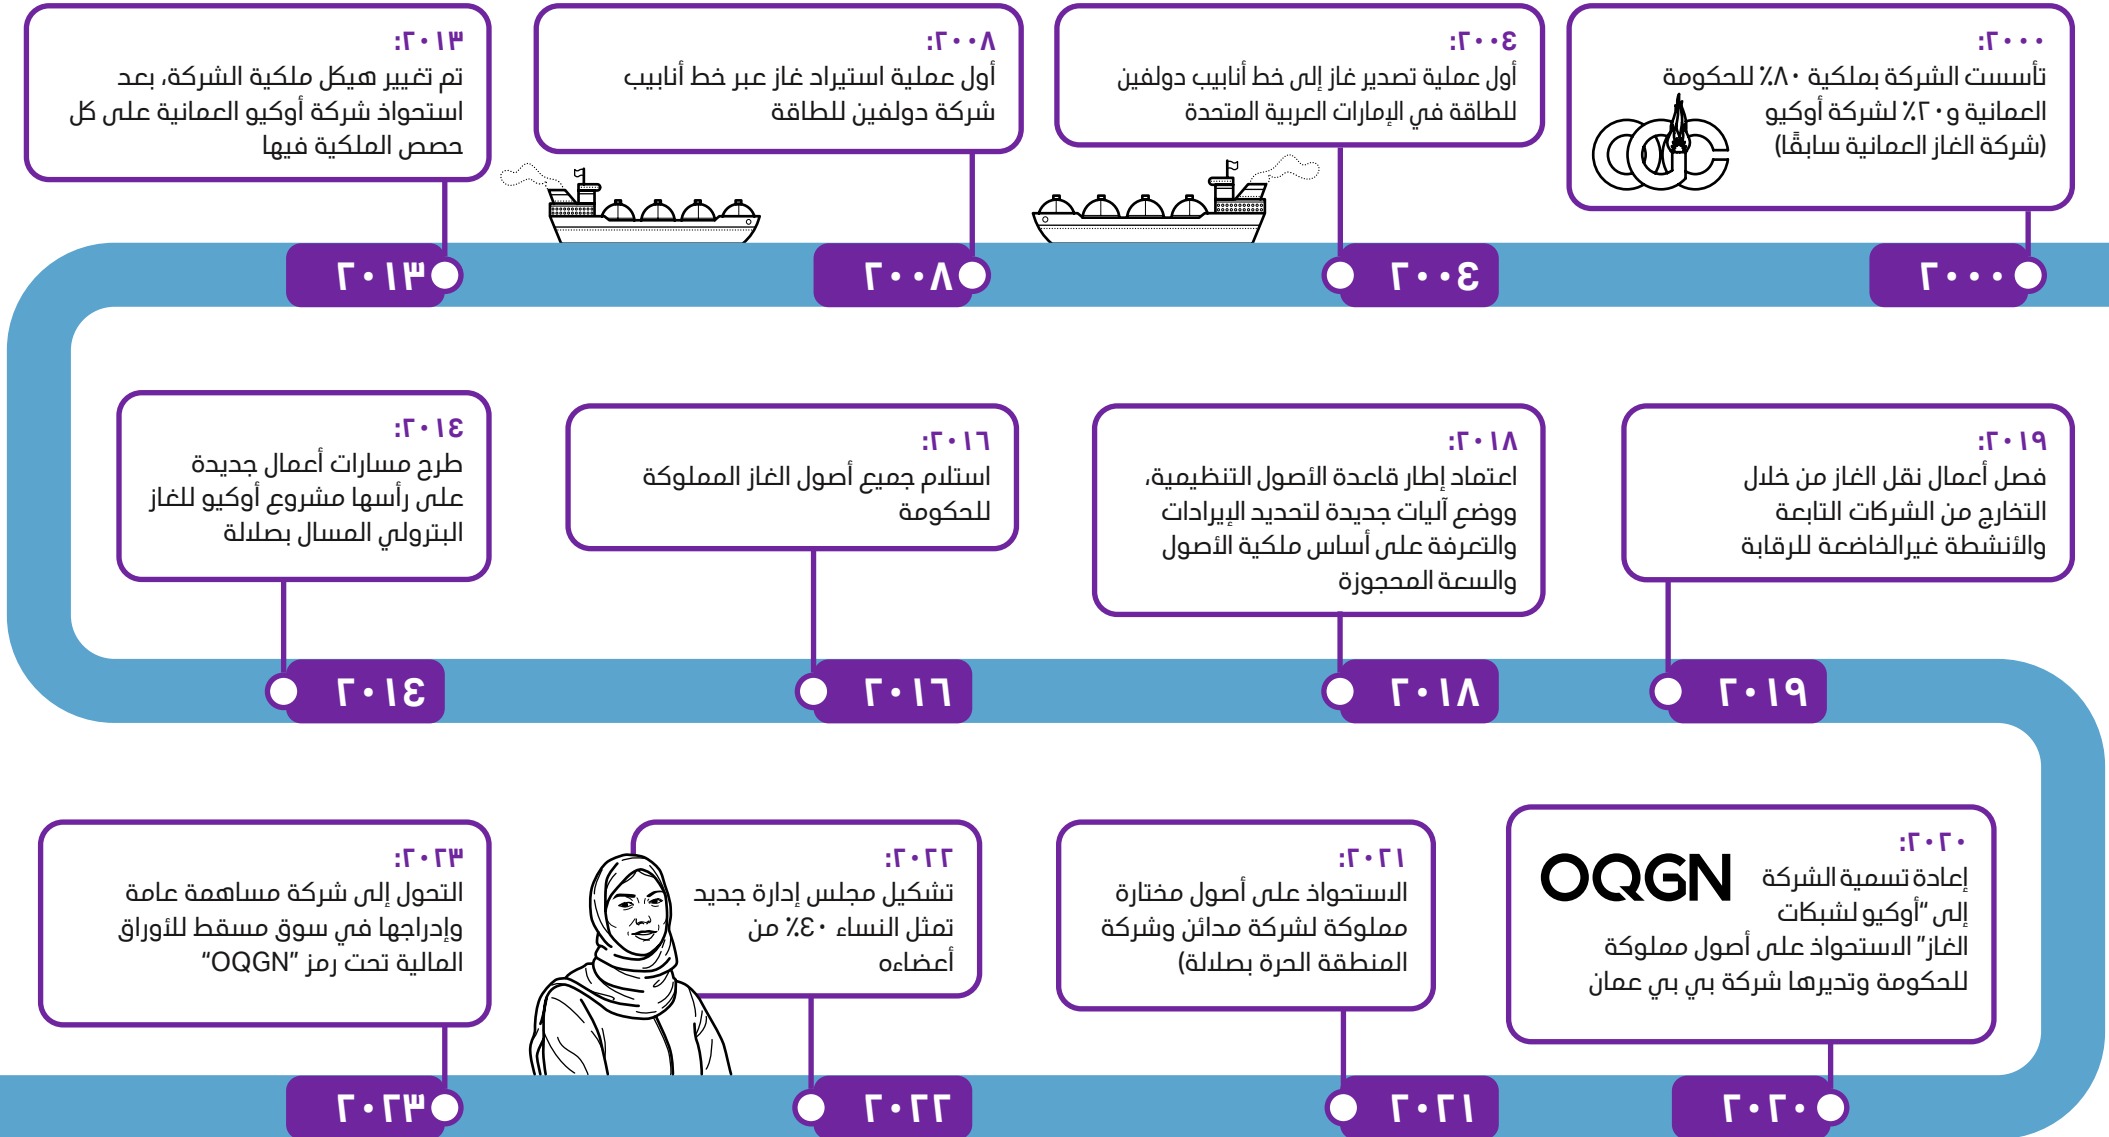 ٢٠٠٠:
تأسست الشركة بملكية ٨٠٪ للحكومة
العمانية و٢٠٪ لشركة أوكيو
(شركة الغاز العمانية سابقًا)
٢٠٠٤:
أول عملية تصدير غاز إلى خط أنابيب دولفين
للطاقة في الإمارات العربية المتحدة
٢٠٠٨:
أول عملية استيراد غاز عبر خط أنابيب
شركة دولفين للطاقة
٢٠١٣:
تم تغيير هيكل ملكية الشركة، بعد
استحواذ شركة أوكيو العمانية على كل
حصص الملكية فيها
٢٠٠٠
٢٠٠٤
٢٠٠٨
٢٠١٣
٢٠١٤:
طرح مسارات أعمال جديدة
على رأسها مشروع أوكيو للغاز
البترولي المسال بصلالة
٢٠١٦:
استلام جميع أصول الغاز المملوكة
للحكومة
٢٠١٨:
اعتماد إطار قاعدة الأصول التنظيمية،
ووضع آليات جديدة لتحديد الإيرادات
والتعرفة على أساس ملكية الأصول
والسعة المحجوزة
٢٠١٩:
فصل أعمال نقل الغاز من خلال
التخارج من الشركات التابعة
والأنشطة غيرالخاضعة للرقابة
٢٠١٤
٢٠١٦
٢٠١٨
٢٠١٩
٢٠٢٠:
إعادة تسمية الشركة
إلى "أوكيو لشبكات
الغاز" الاستحواذ على أصول مملوكة
للحكومة وتديرها شركة بي بي عمان
OQGN
٢٠٢١:
الاستحواذ على أصول مختارة
مملوكة لشركة مدائن وشركة
المنطقة الحرة بصلالة)
٢٠٢٢:
تشكيل مجلس إدارة جديد
تمثل النساء ٤٠٪ من
أعضاءه
٢٠٢٣:
التحول إلى شركة مساهمة عامة
وإدراجها في سوق مسقط للأوراق
المالية تحت رمز "OQGN"
٢٠٢٠
٢٠٢١
٢٠٢٢
٢٠٢٣